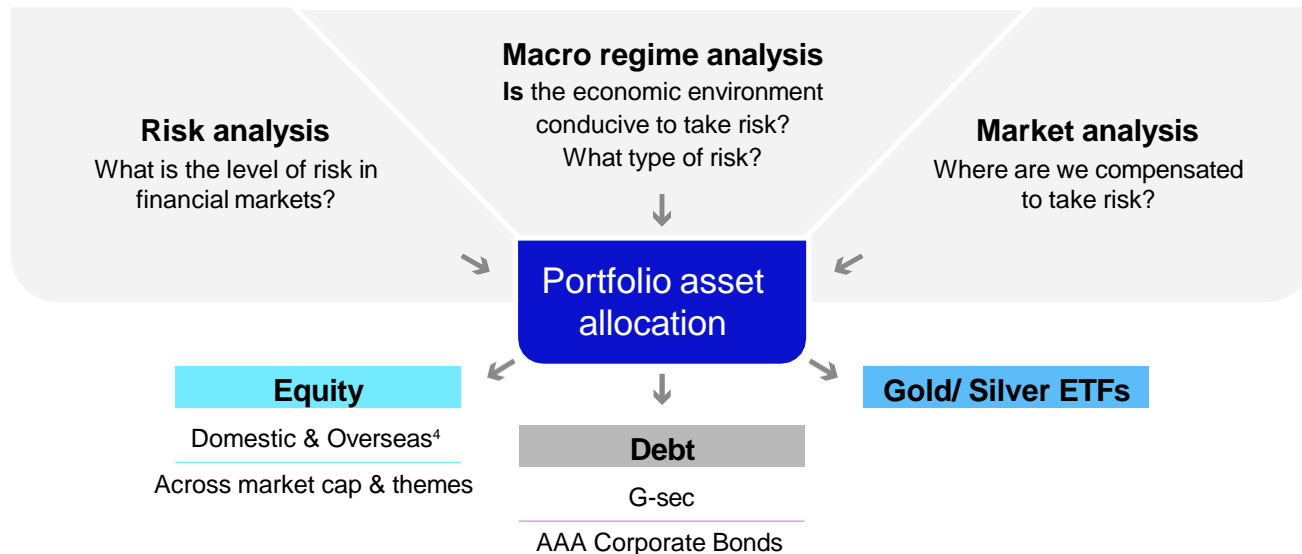 Macro regime analysis
Is the economic environment
conducive to take risk?
What type of risk?
Risk analysis
What is the level of risk in
financial markets?
Market analysis
Where are we compensated
to take risk?
Portfolio asset
allocation
Equity
Domestic & Overseas⁴
Across market cap & themes
Debt
G-sec
AAA Corporate Bonds
Gold/ Silver ETFs